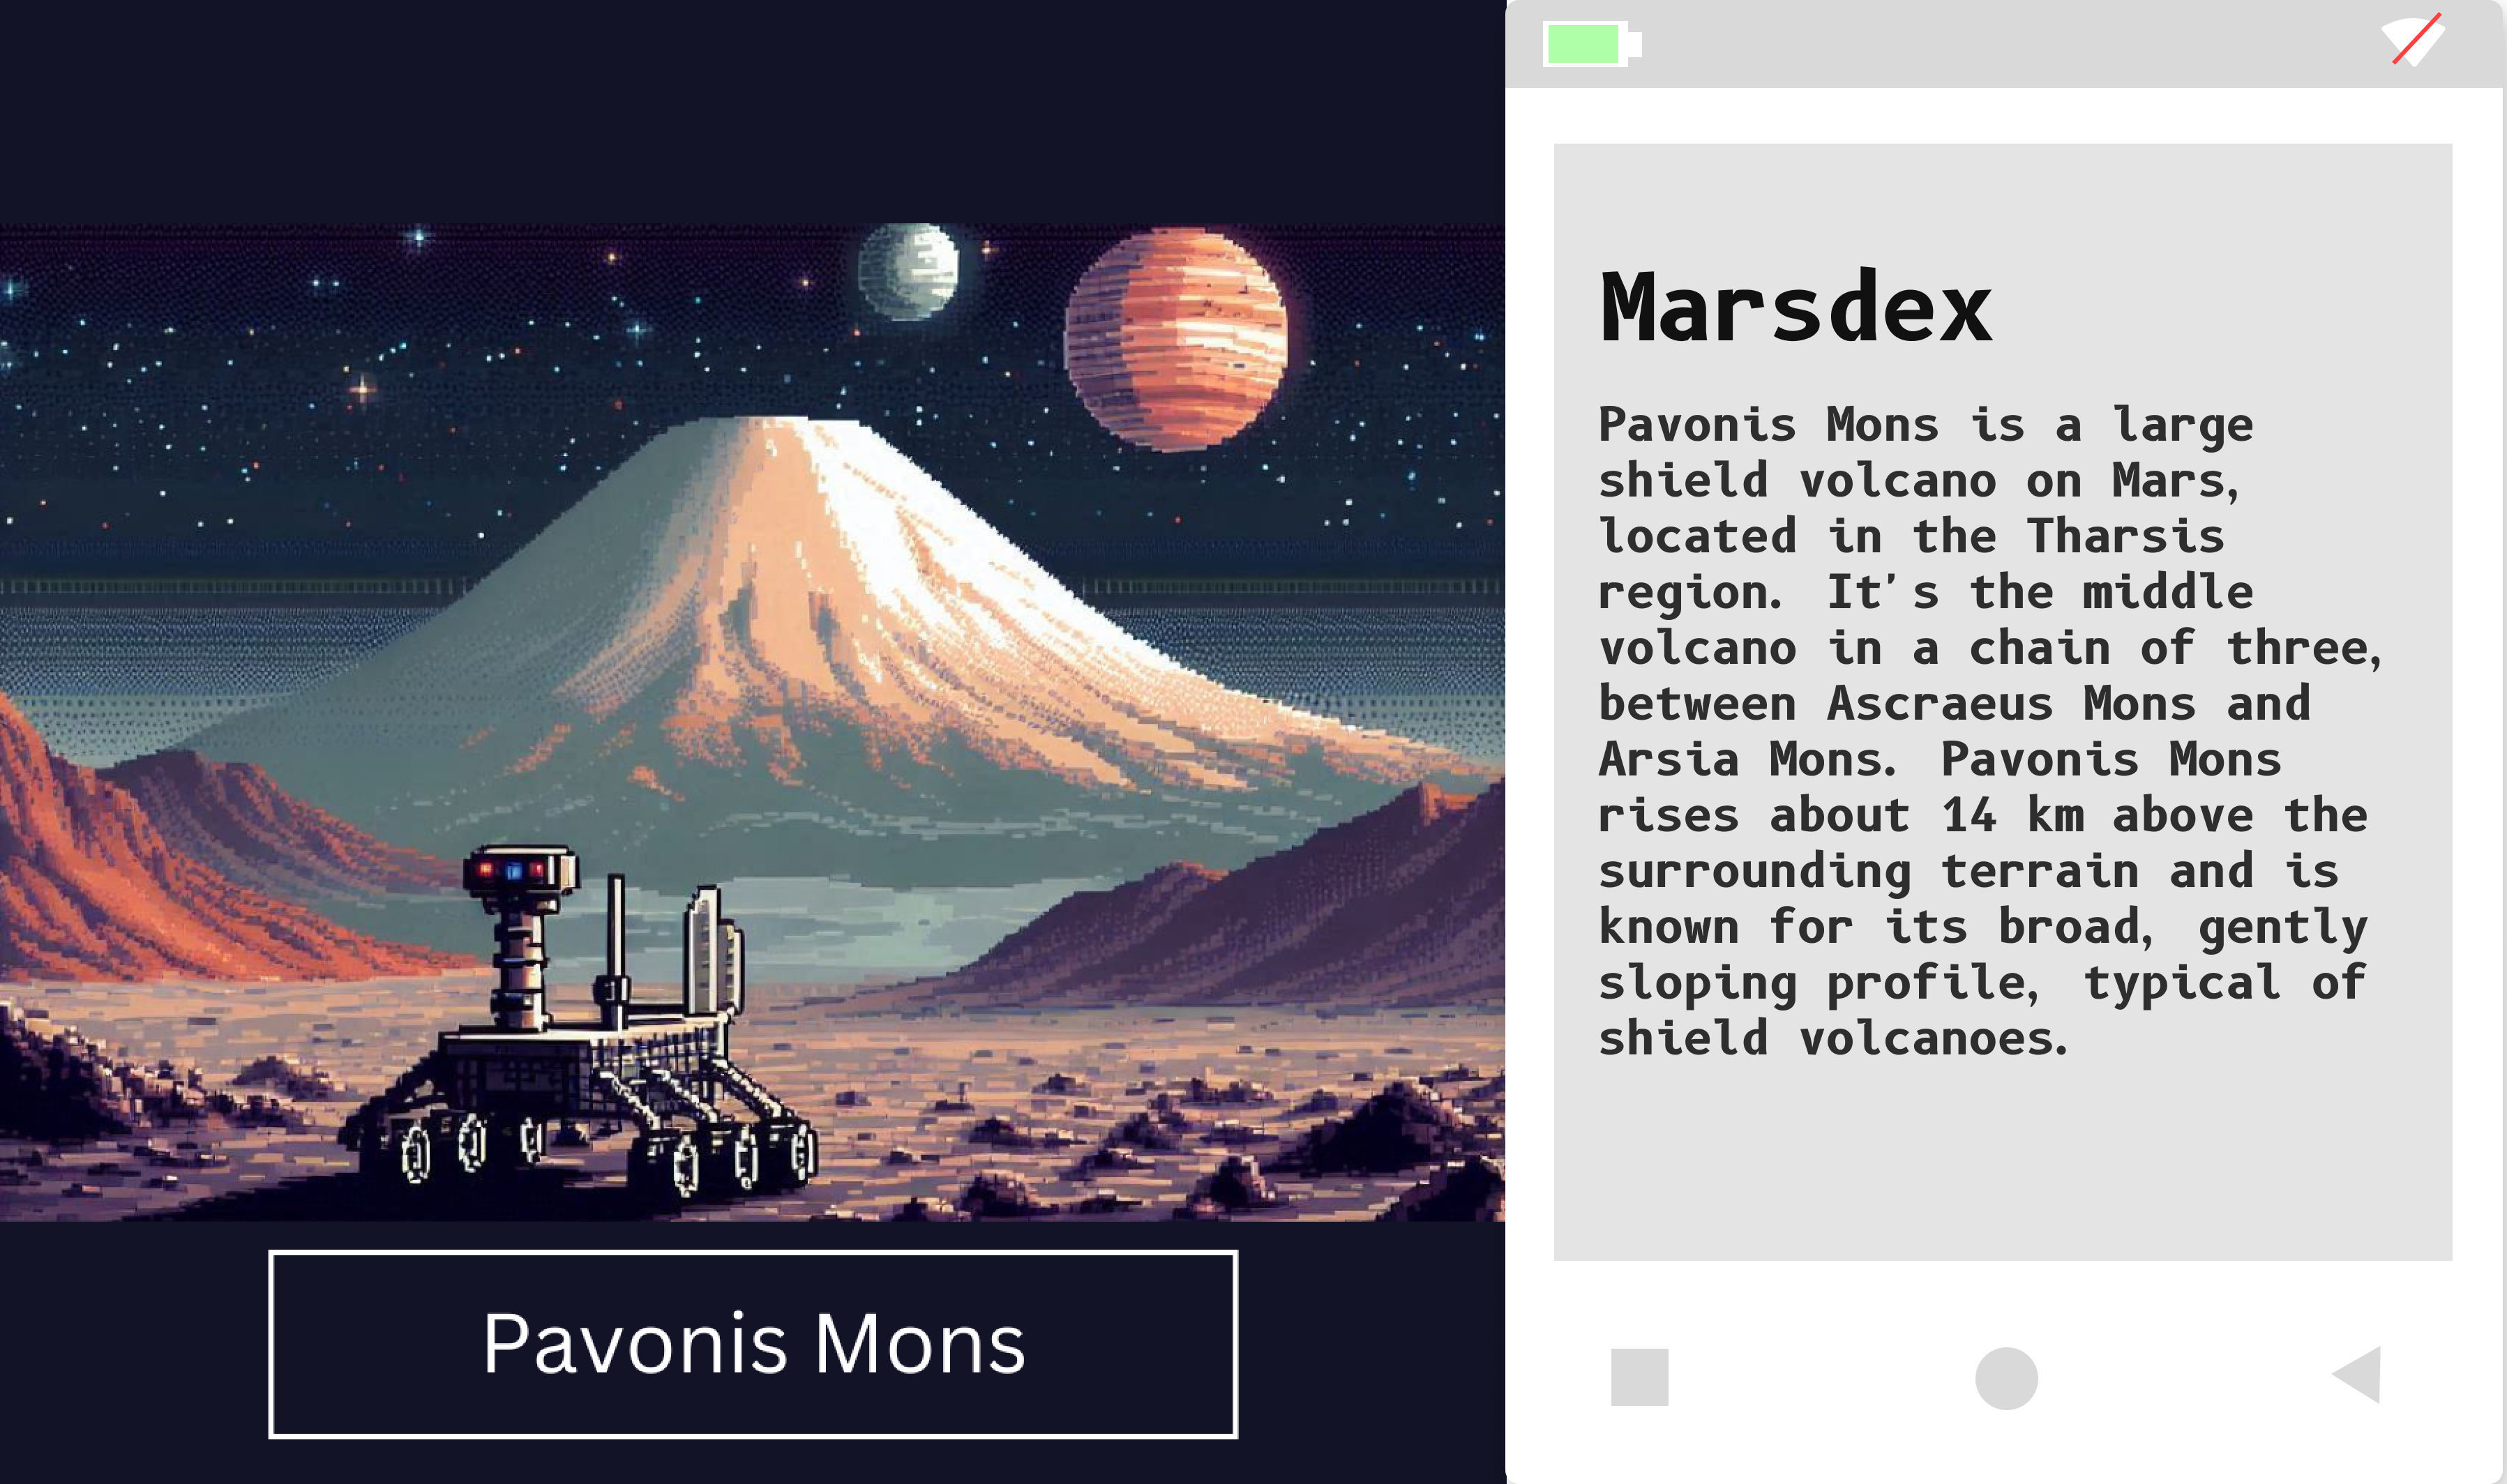 Pavonis Mons
Marsdex
Pavonis Mons is a large
shield volcano on Mars,
located in the Tharsis
region. It's the middle
volcano in a chain of three,
between Ascraeus Mons and
Arsia Mons. Pavonis Mons
rises about 14 km above the
surrounding terrain and is
known for its broad, gently
sloping profile, typical of
shield volcanoes.